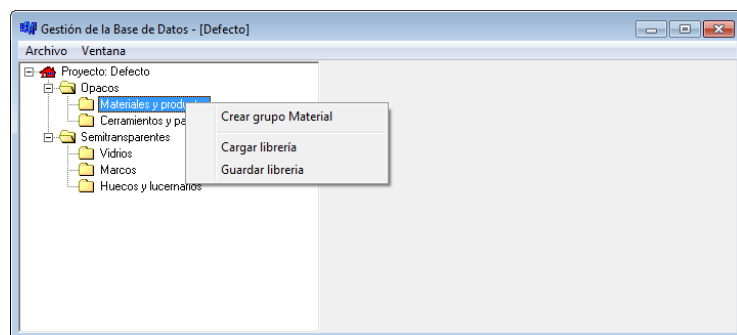 Gestión de la Base de Datos - [Defecto]
Archivo Ventana
Proyecto: Defecto
Opacos
Materiales y produ
Crear grupo Material
Cerramientos y pa
Semitransparentes
Cargar librería
Vidrios
Marcos
Guardar libreria
Huecos y lucernarios